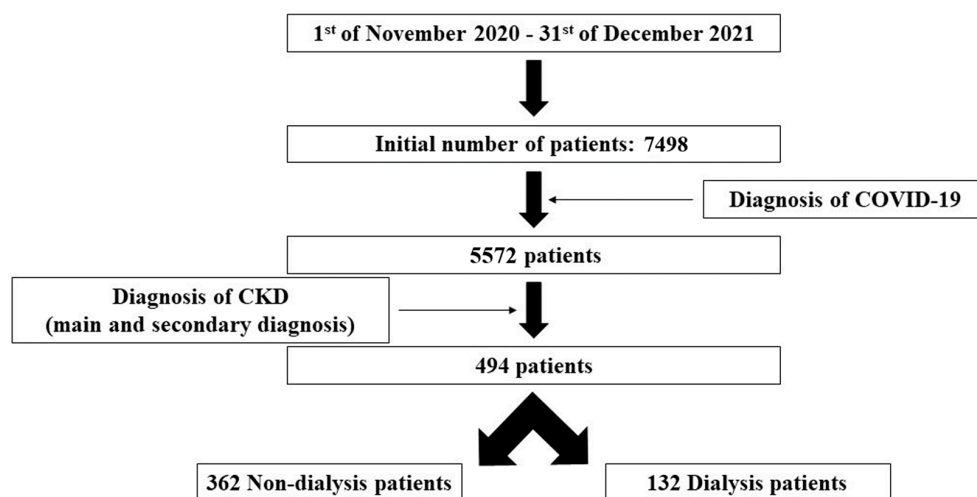 1st of November 2020 - 31st of December 2021
Initial number of patients: 7498
Diagnosis of COVID-19
5572 patients
Diagnosis of CKD
(main and secondary diagnosis)
494 patients
362 Non-dialysis patients
132 Dialysis patients